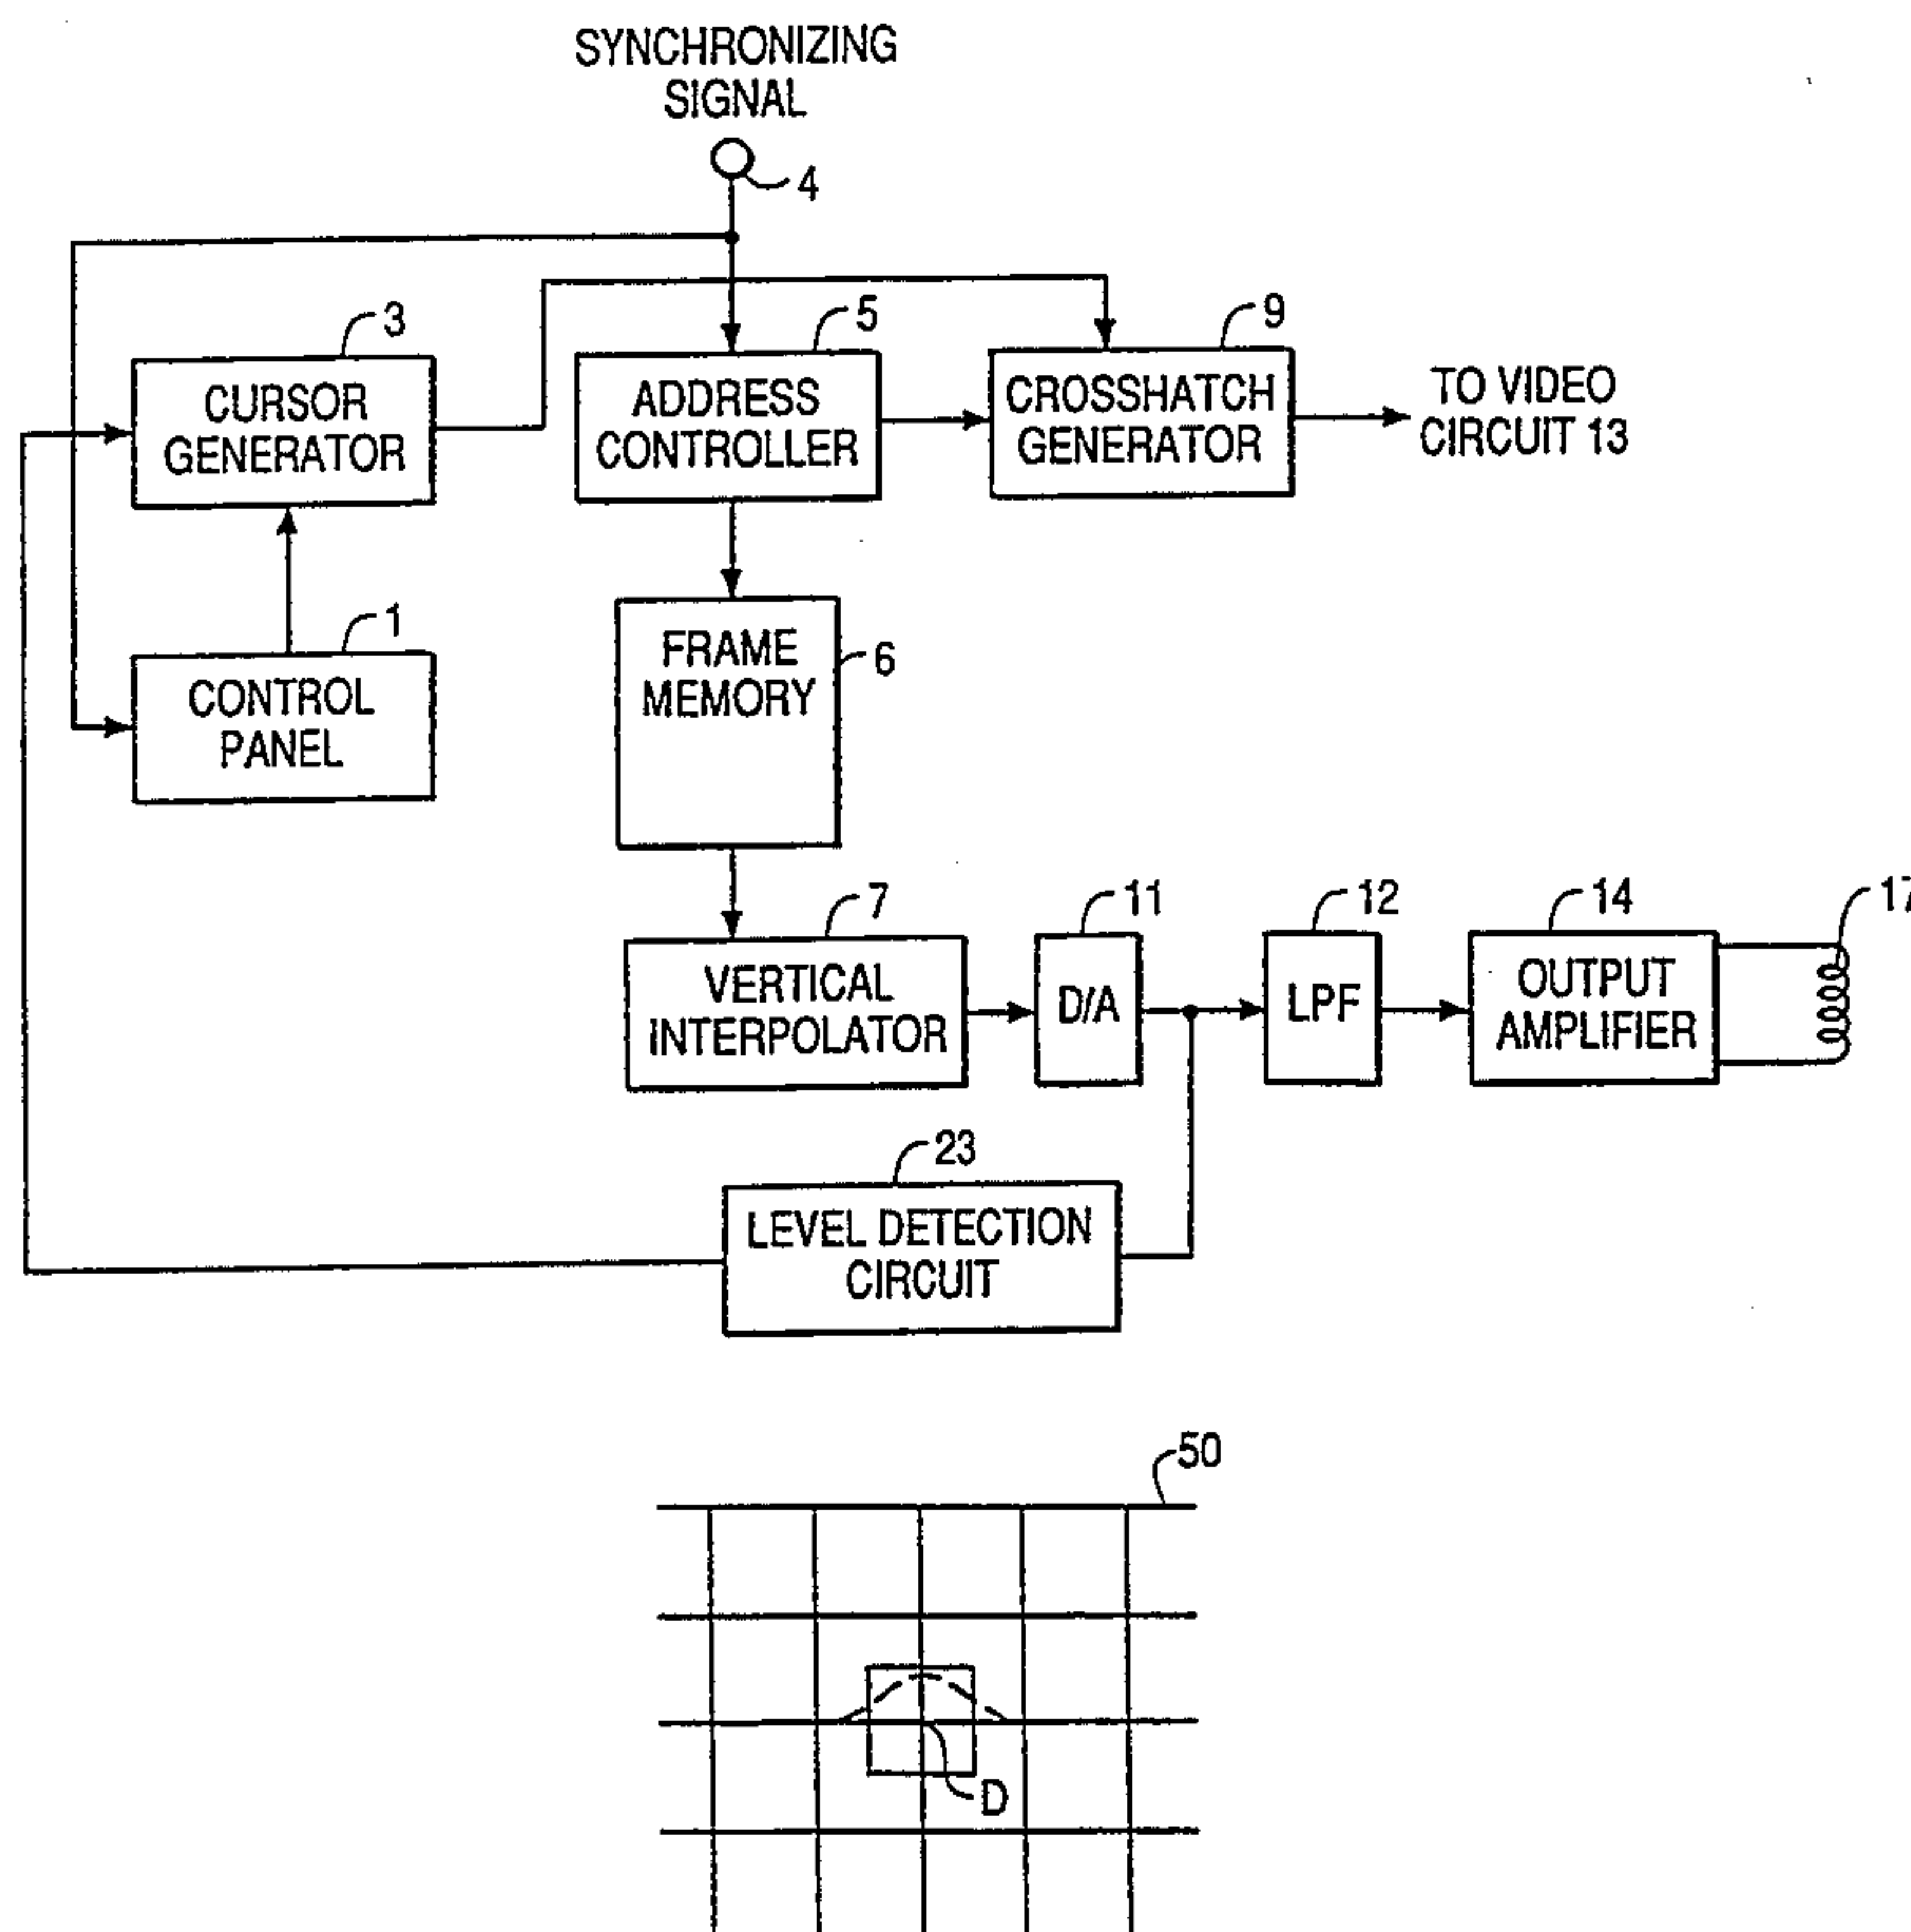 SYNCHRONIZING
SIGNAL
4
3
5
9
CURSOR
GENERATOR
ADDRESS
CONTROLLER
CROSSHATCH
GENERATOR
TO VIDEO
CIRCUIT 13
1
CONTROL
PANEL
FRAME
MEMORY
6
7
11
12
14
17
VERTICAL
INTERPOLATOR
D/A
LPF
OUTPUT
AMPLIFIER
23
LEVEL DETECTION
CIRCUIT
50
D